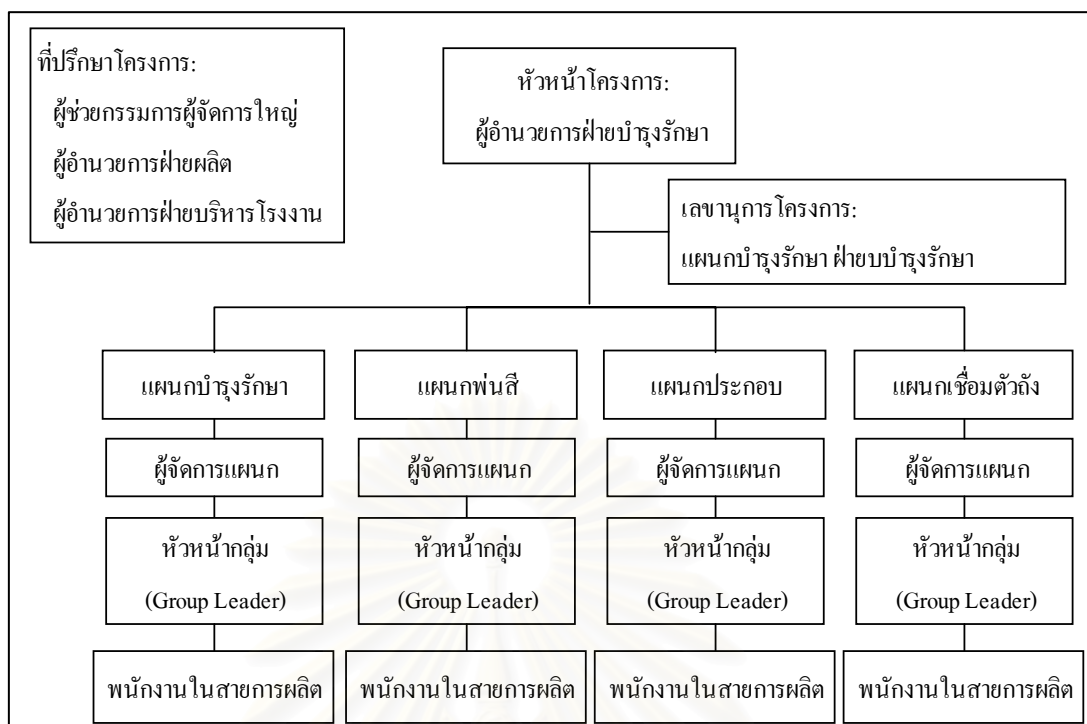 ที่ปรึกษาโครงการ:
ผู้ช่วยกรรมการผู้จัดการใหญ่
ผู้อำนวยการฝ่ายผลิต
ผู้อำนวยการฝ่ายบริหารโรงงาน
หัวหน้าโครงการ:
ผู้อำนวยการฝ่ายบำรุงรักษา
เลขานุการโครงการ:
แผนกบำรุงรักษา ฝ่ายบบำรุงรักษา
แผนกบำรุงรักษา
แผนกพ่นสี
แผนกประกอบ
แผนกเชื่อมตัวถัง
ผู้จัดการแผนก
ผู้จัดการแผนก
ผู้จัดการแผนก
ผู้จัดการแผนก
หัวหน้ากลุ่ม
(Group Leader)
หัวหน้ากลุ่ม
(Group Leader)
หัวหน้ากลุ่ม
(Group Leader)
หัวหน้ากลุ่ม
(Group Leader)
พนักงานในสายการผลิต
พนักงานในสายการผลิต
พนักงานในสายการผลิต
พนักงานในสายการผลิต